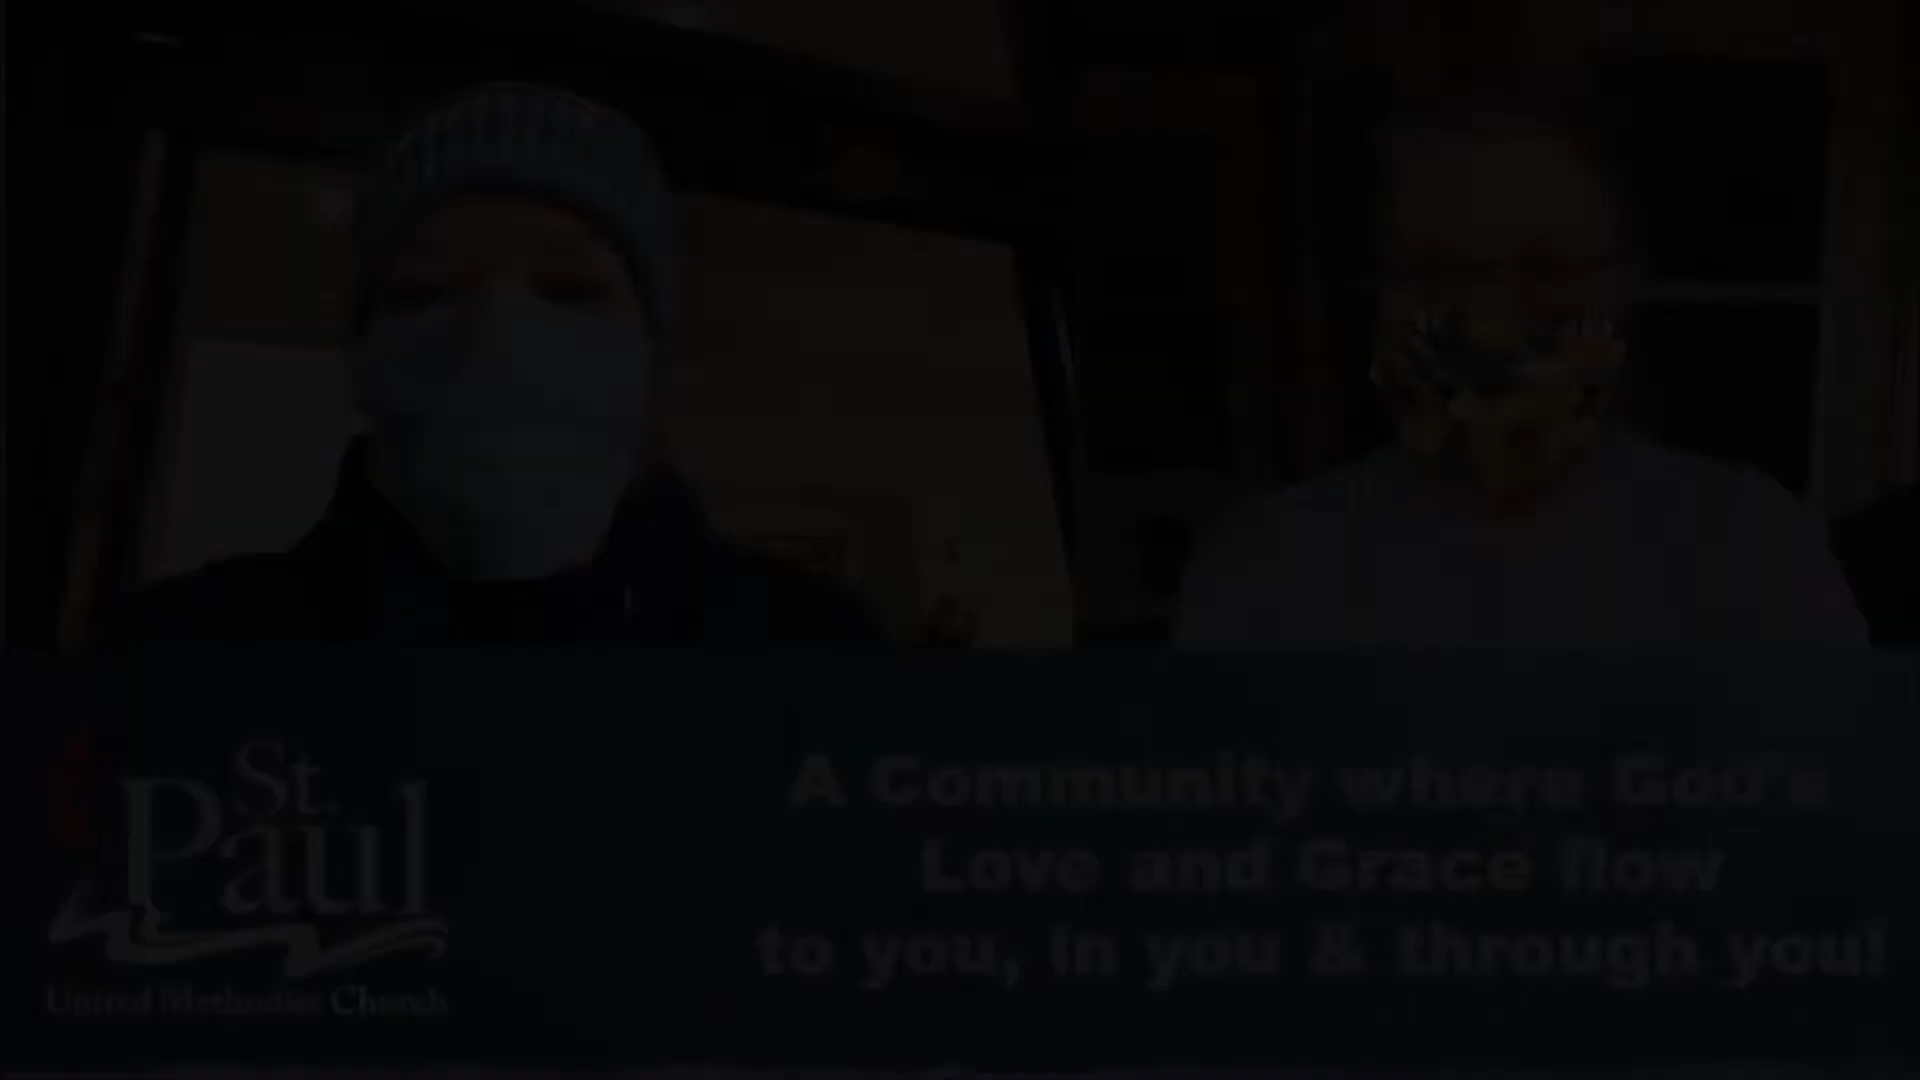 St.
Paul
United Methodist Church
A Community where God's
Love and Grace flow
to you, in you & through you!